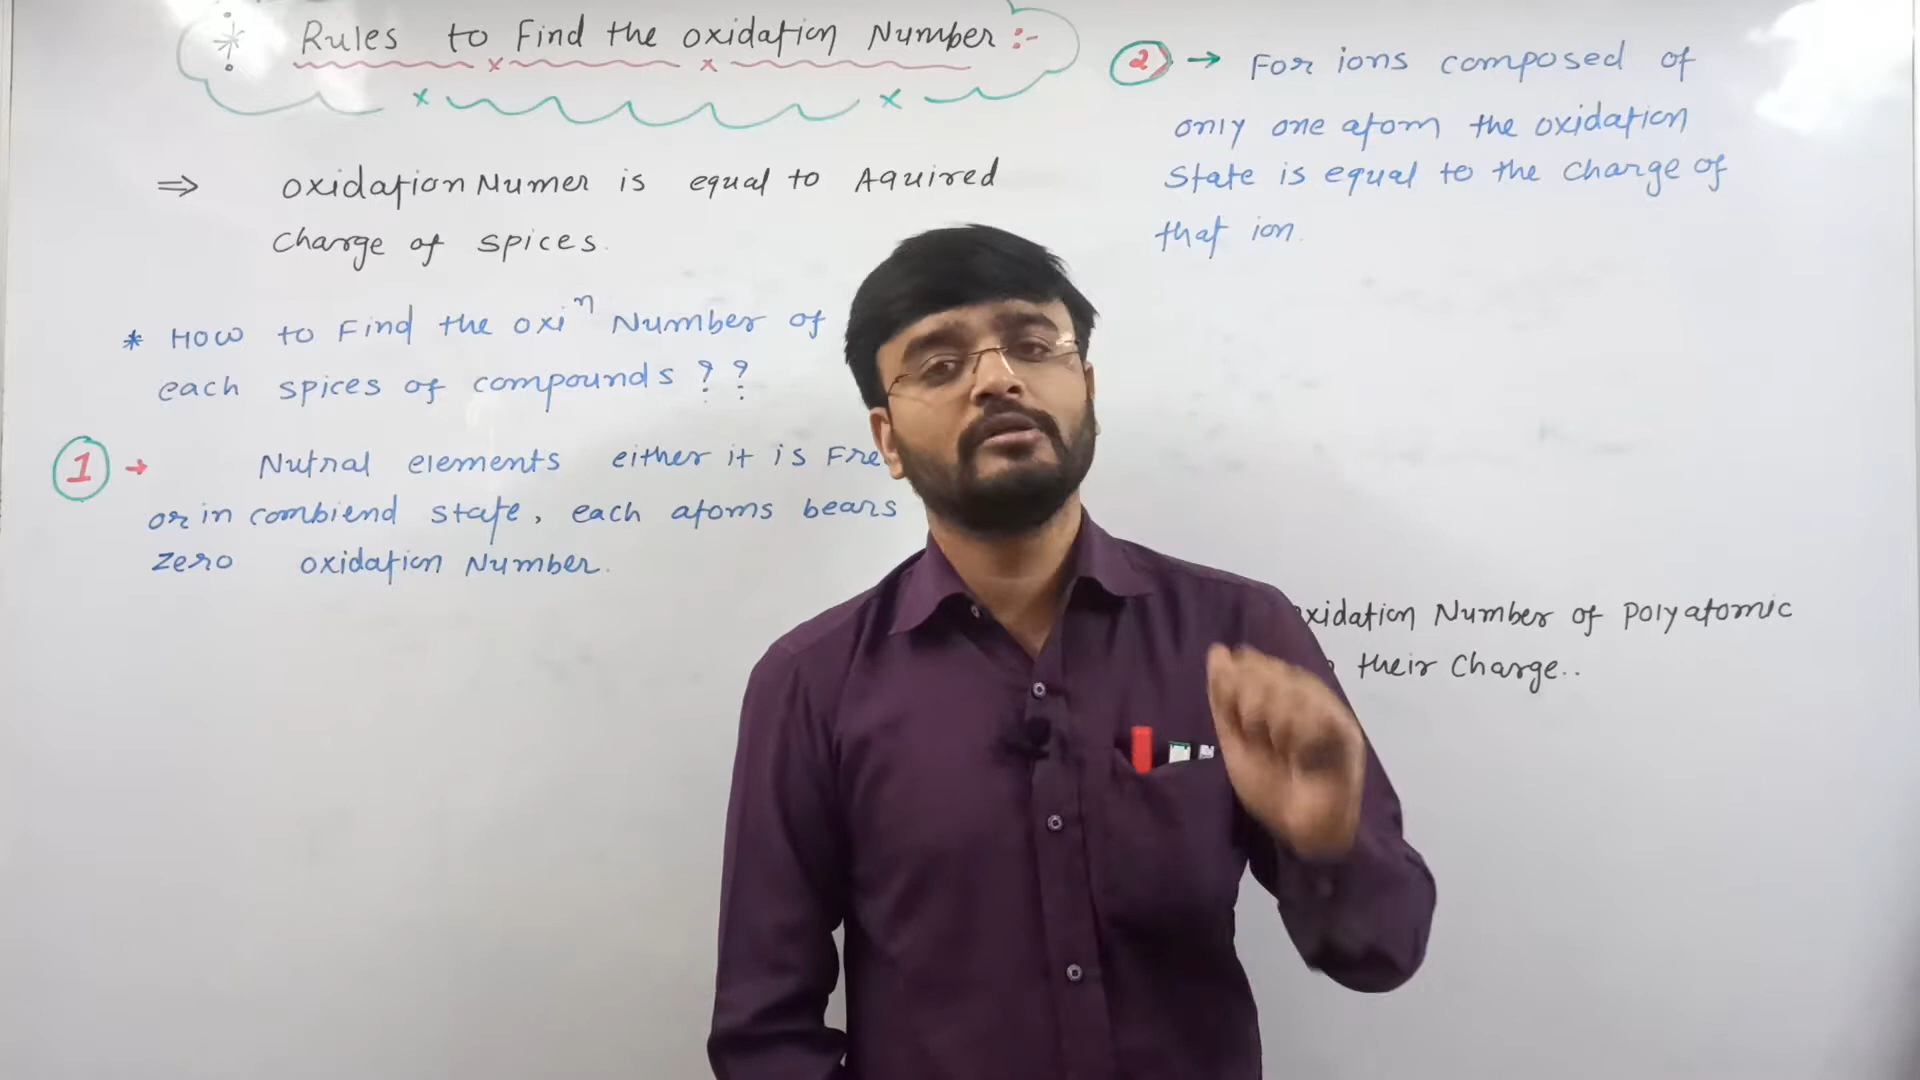 Rules to Find the oxidation Number :-
⇒ oxidation Numer is equal to Aquired
charge of spices.
* How to Find the oxiⁿ Number of
each spices of compounds ??
1 → Nutral elements either it is Fre
or in combiend state, each atoms bears
zero oxidation Number.
2 → For ions composed of
only one atom the oxidation
State is equal to the charge of
that ion.
xidation Number of Polyatomic
their Charge..